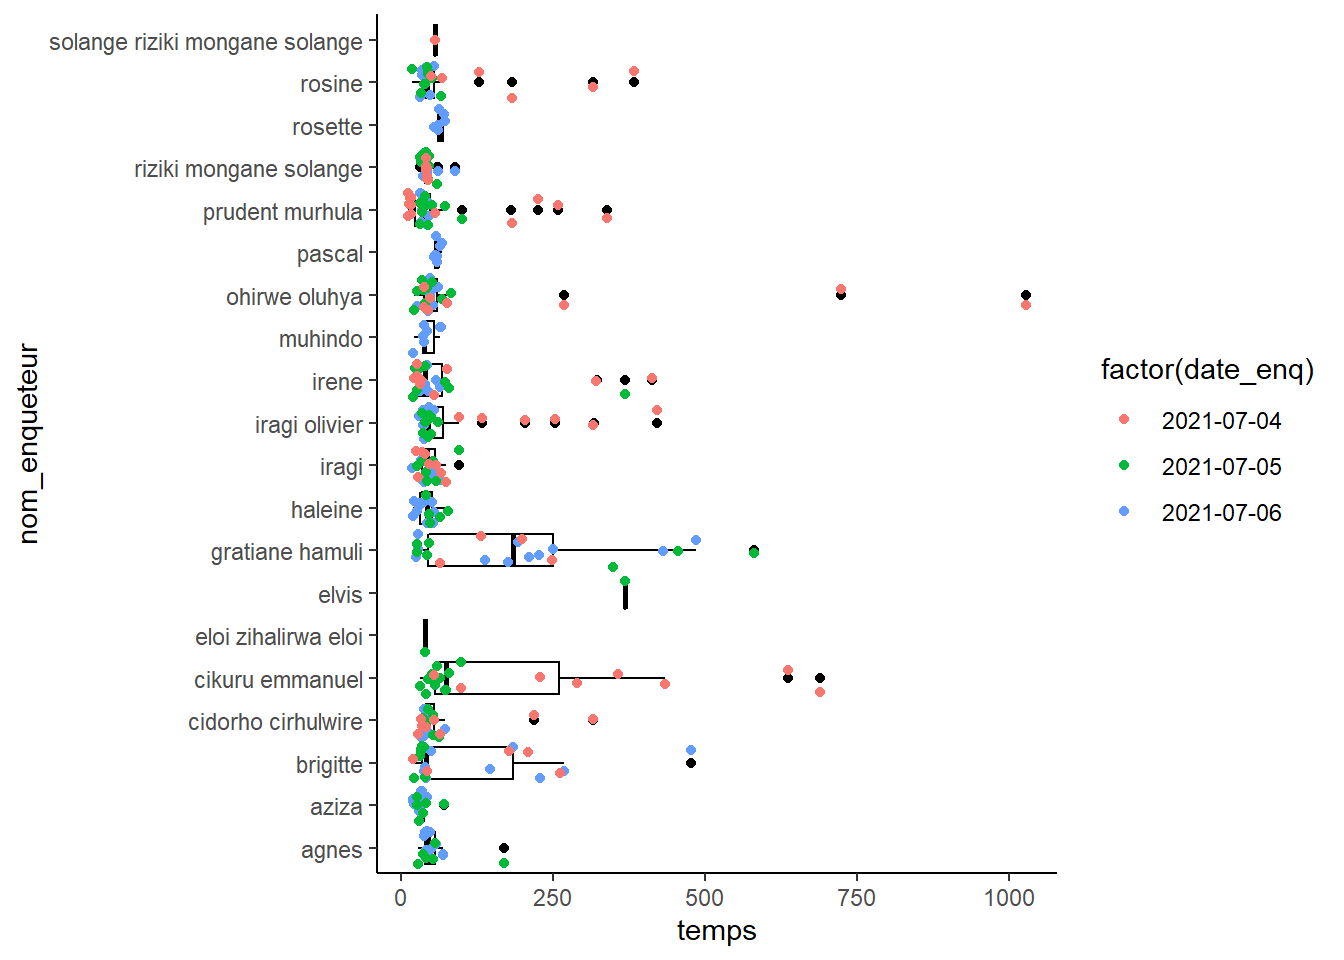 solange riziki mongane solange
rosine
rosette
riziki mongane solange
prudent murhula
pascal
ohirwe oluhya
muhindo
irene
iragi olivier
iragi
haleine
gratiane hamuli
elvis
eloi zihalirwa eloi
cikuru emmanuel
cidorho cirhulwire
brigitte
aziza
agnes
nom_enqueteur
0 250 500 750 1000
temps
factor(date_enq)
2021-07-04
2021-07-05
2021-07-06